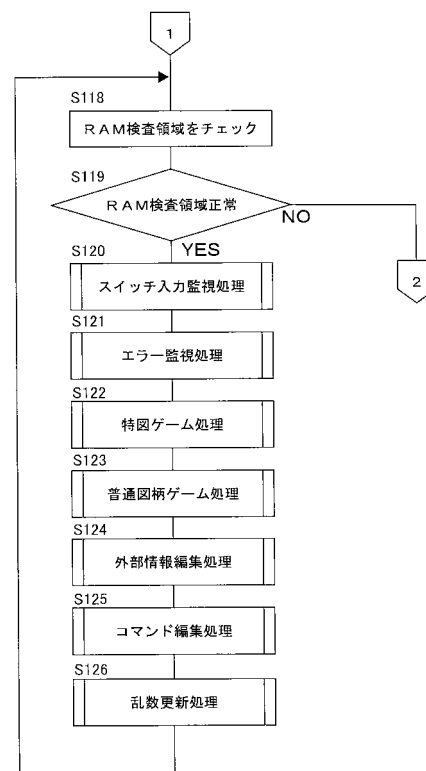 1
S118
RAM検査領域をチェック
S119
RAM検査領域正常
NO
YES
2
S120
スイッチ入力監視処理
S121
エラー監視処理
S122
特図ゲーム処理
S123
普通図柄ゲーム処理
S124
外部情報編集処理
S125
コマンド編集処理
S126
乱数更新処理